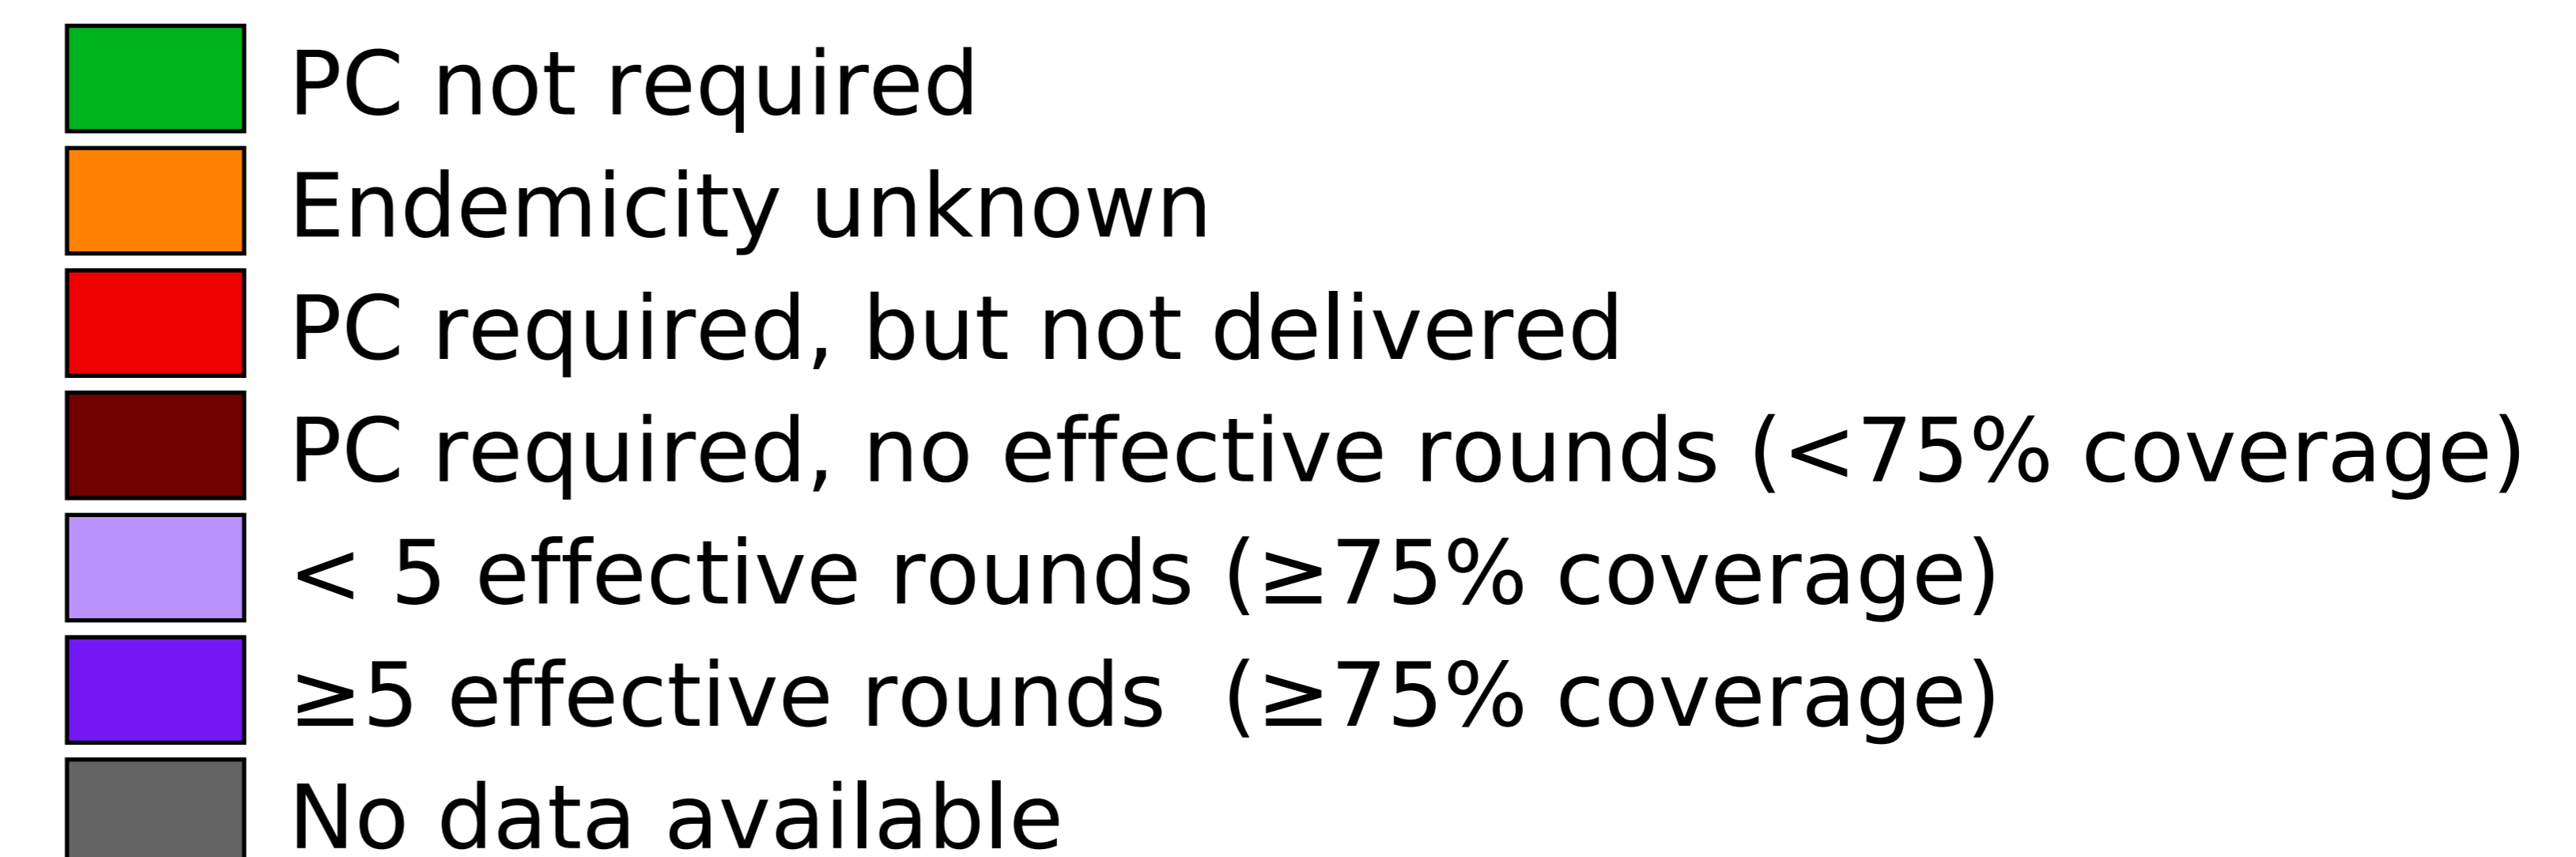 PC not required
Endemicity unknown
PC required, but not delivered
PC required, no effective rounds (<75% coverage)
< 5 effective rounds (≥75% coverage)
≥5 effective rounds  (≥75% coverage)
No data available